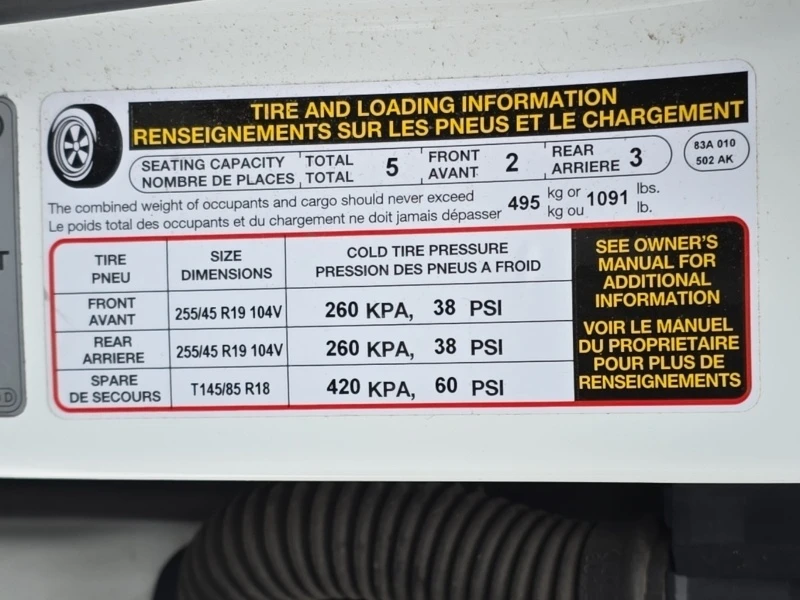 TIRE AND LOADING INFORMATION
RENSEIGNEMENTS SUR LES PNEUS ET LE CHARGEMENT
SEATING CAPACITY TOTAL 5 FRONT 2 REAR 3
NOMBRE DE PLACES TOTAL AVANT ARRIERE
83A 010
502 AK
The combined weight of occupants and cargo should never exceed 495 kg or 1091 lbs.
Le poids total des occupants et du chargement ne doit jamais dépasser kg ou lb.
TIRE SIZE COLD TIRE PRESSURE
PNEU DIMENSIONS PRESSION DES PNEUS A FROID
FRONT
AVANT 255/45 R19 104V 260 KPA, 38 PSI
REAR
ARRIERE 255/45 R19 104V 260 KPA, 38 PSI
SPARE
DE SECOURS T145/85 R18 420 KPA, 60 PSI
SEE OWNER'S
MANUAL FOR
ADDITIONAL
INFORMATION
VOIR LE MANUEL
DU PROPRIETAIRE
POUR PLUS DE
RENSEIGNEMENTS